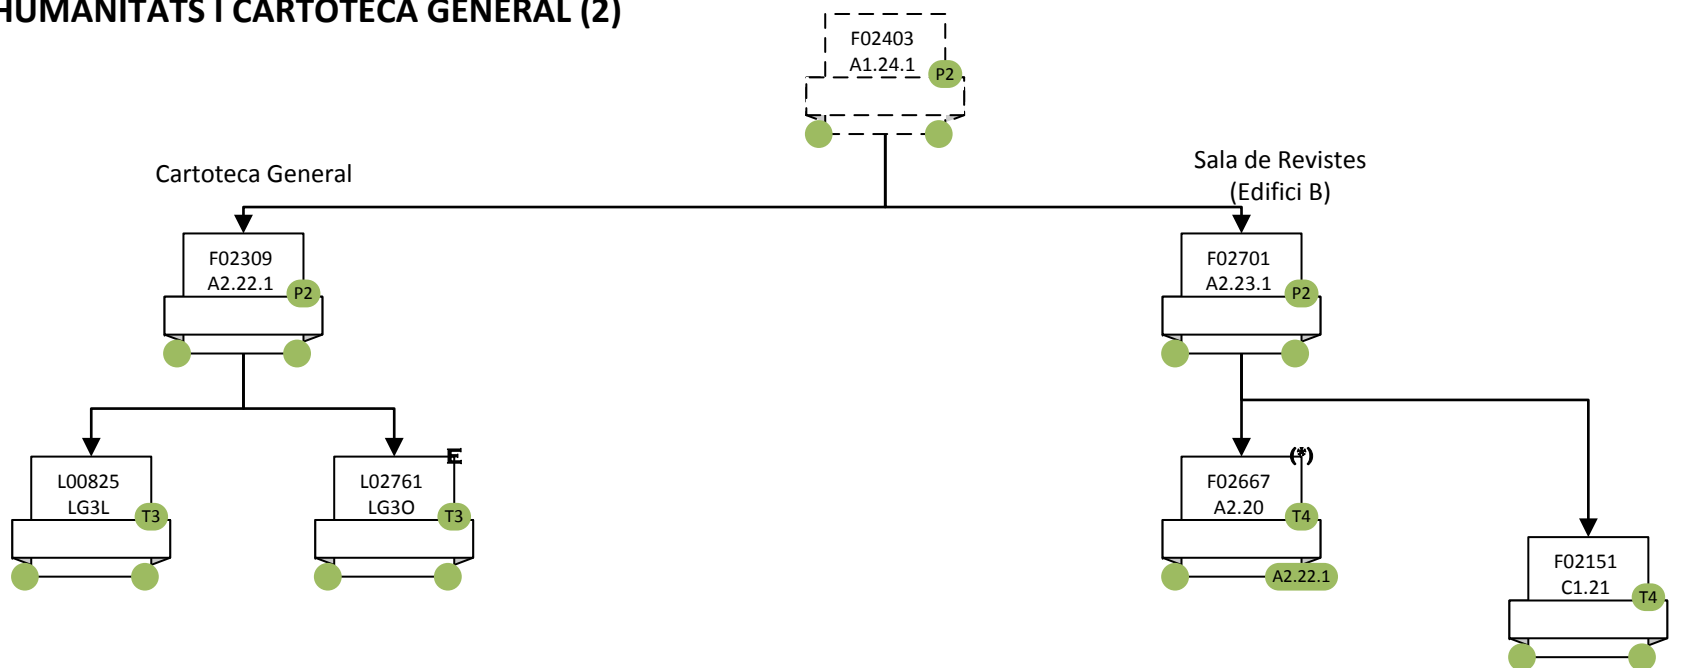 HUMANITATS I CARTOTECA GENERAL (2)
F02403
A1.24.1
P2
Cartoteca General
Sala de Revistes
(Edifici B)
F02309
A2.22.1
P2
F02701
A2.23.1
P2
L00825
LG3L
T3
E
L02761
LG3O
T3
(*)
F02667
A2.20
T4
A2.22.1
F02151
C1.21
T4